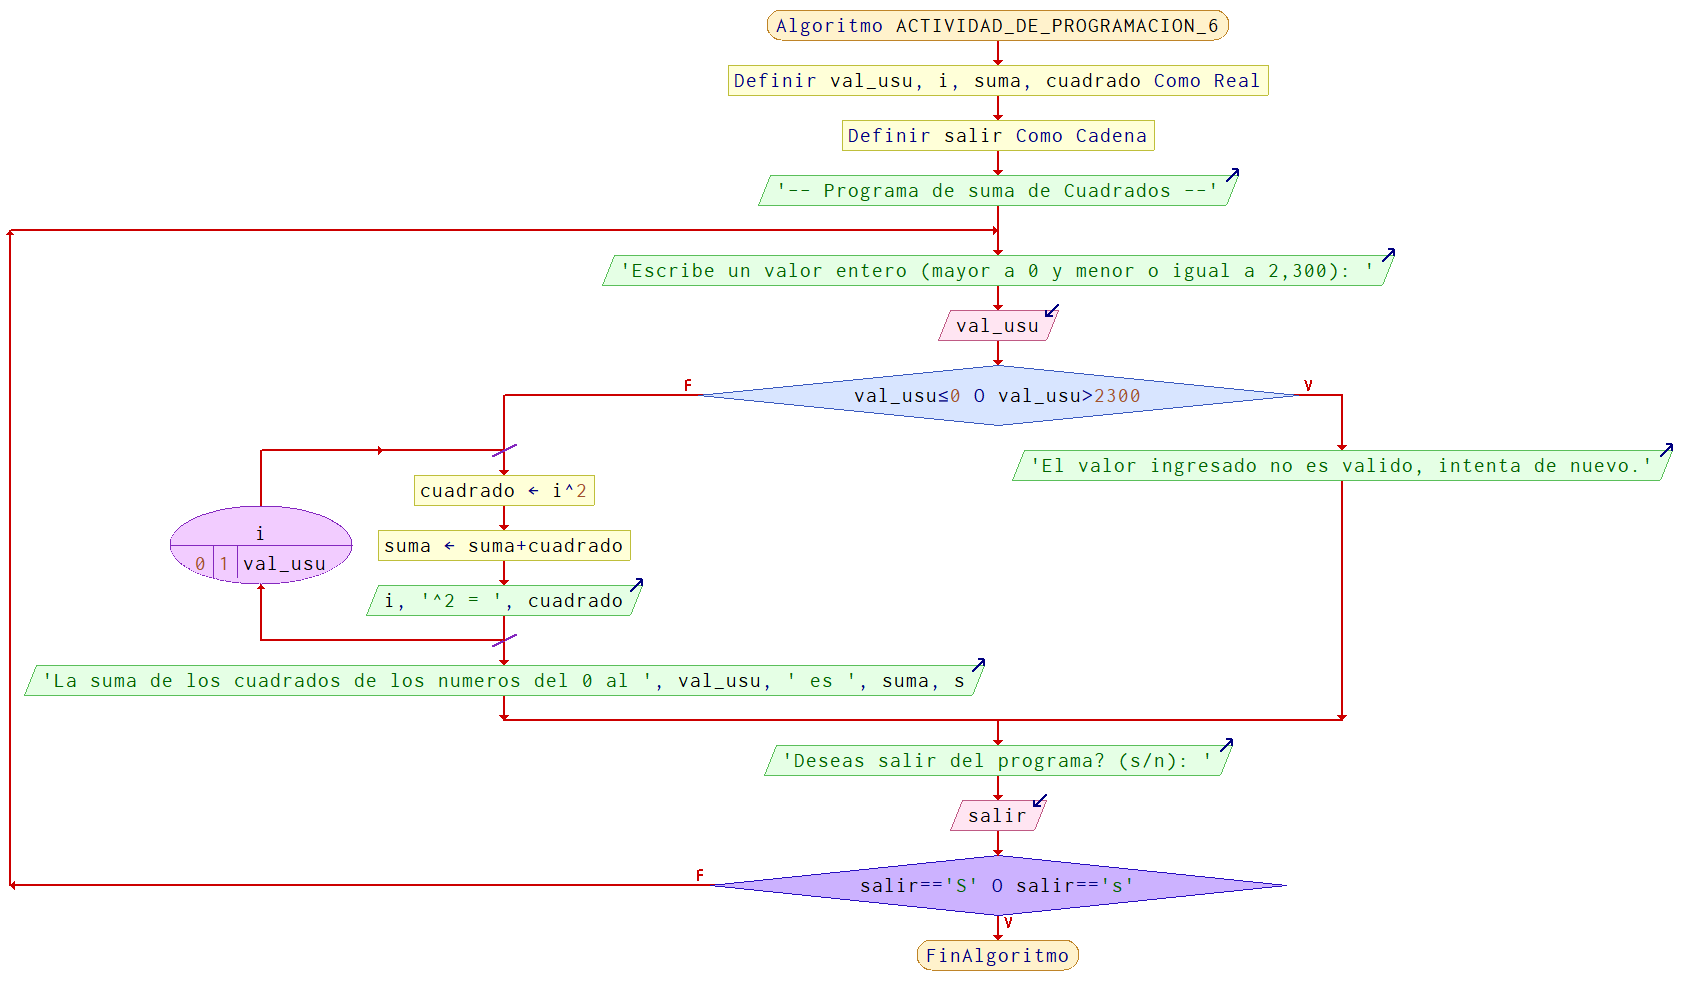 Algoritmo ACTIVIDAD_DE_PROGRAMACION_6
Definir val_usu, i, suma, cuadrado Como Real
Definir salir Como Cadena
'-- Programa de suma de Cuadrados --'
'Escribe un valor entero (mayor a 0 y menor o igual a 2,300): '
val_usu
F
V
val_usu≤0 O val_usu>2300
'El valor ingresado no es valido, intenta de nuevo.'
cuadrado ← i^2
i
0 1 val_usu
suma ← suma+cuadrado
i, '^2 = ', cuadrado
'La suma de los cuadrados de los numeros del 0 al ', val_usu, ' es ', suma, s
'Deseas salir del programa? (s/n): '
salir
F
salir=='S' O salir=='s'
V
FinAlgoritmo